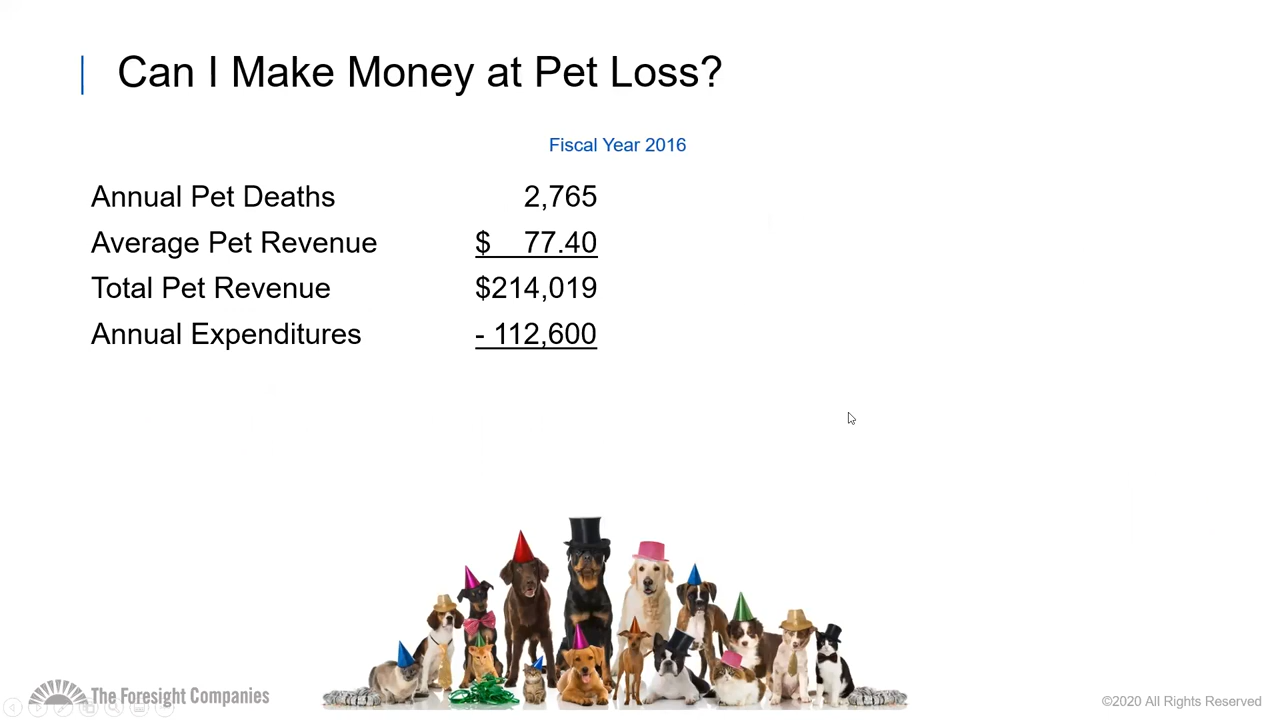 Can I Make Money at Pet Loss?
Fiscal Year 2016
Annual Pet Deaths 2,765
Average Pet Revenue $ 77.40
Total Pet Revenue $214,019
Annual Expenditures - 112,600
The Foresight Companies
©2020 All Rights Reserved